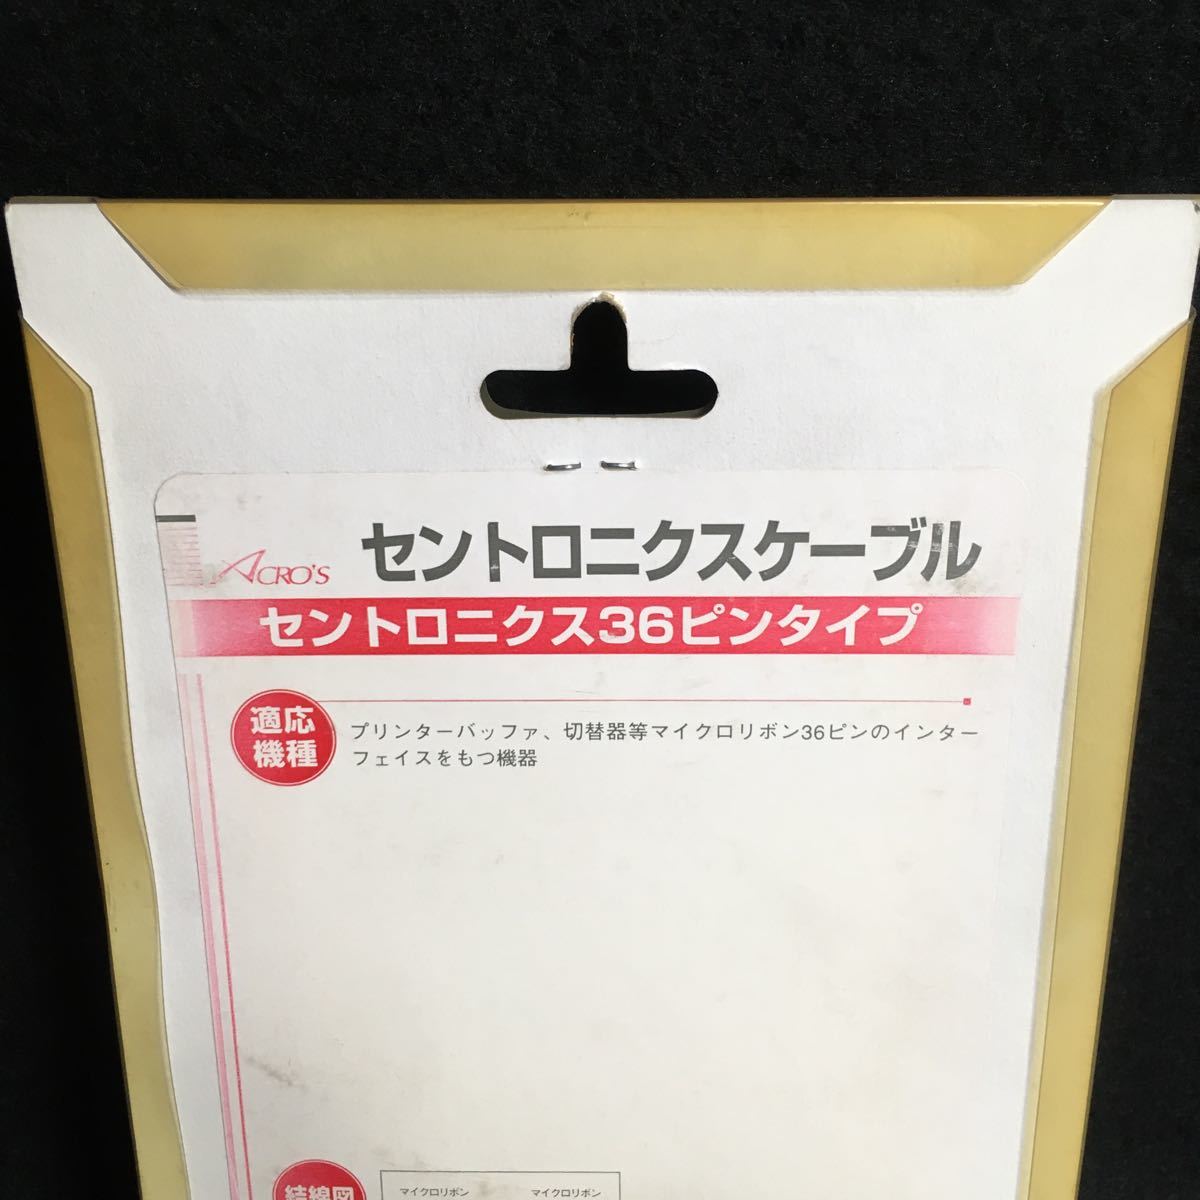 ACRO'S セントロニクスケーブル
セントロニクス36ピンタイプ
適応
機種
プリンターバッファ、切替器等マイクロリボン36ピンのインター
フェイスをもつ機器
結線図
マイクロリボン マイクロリボン